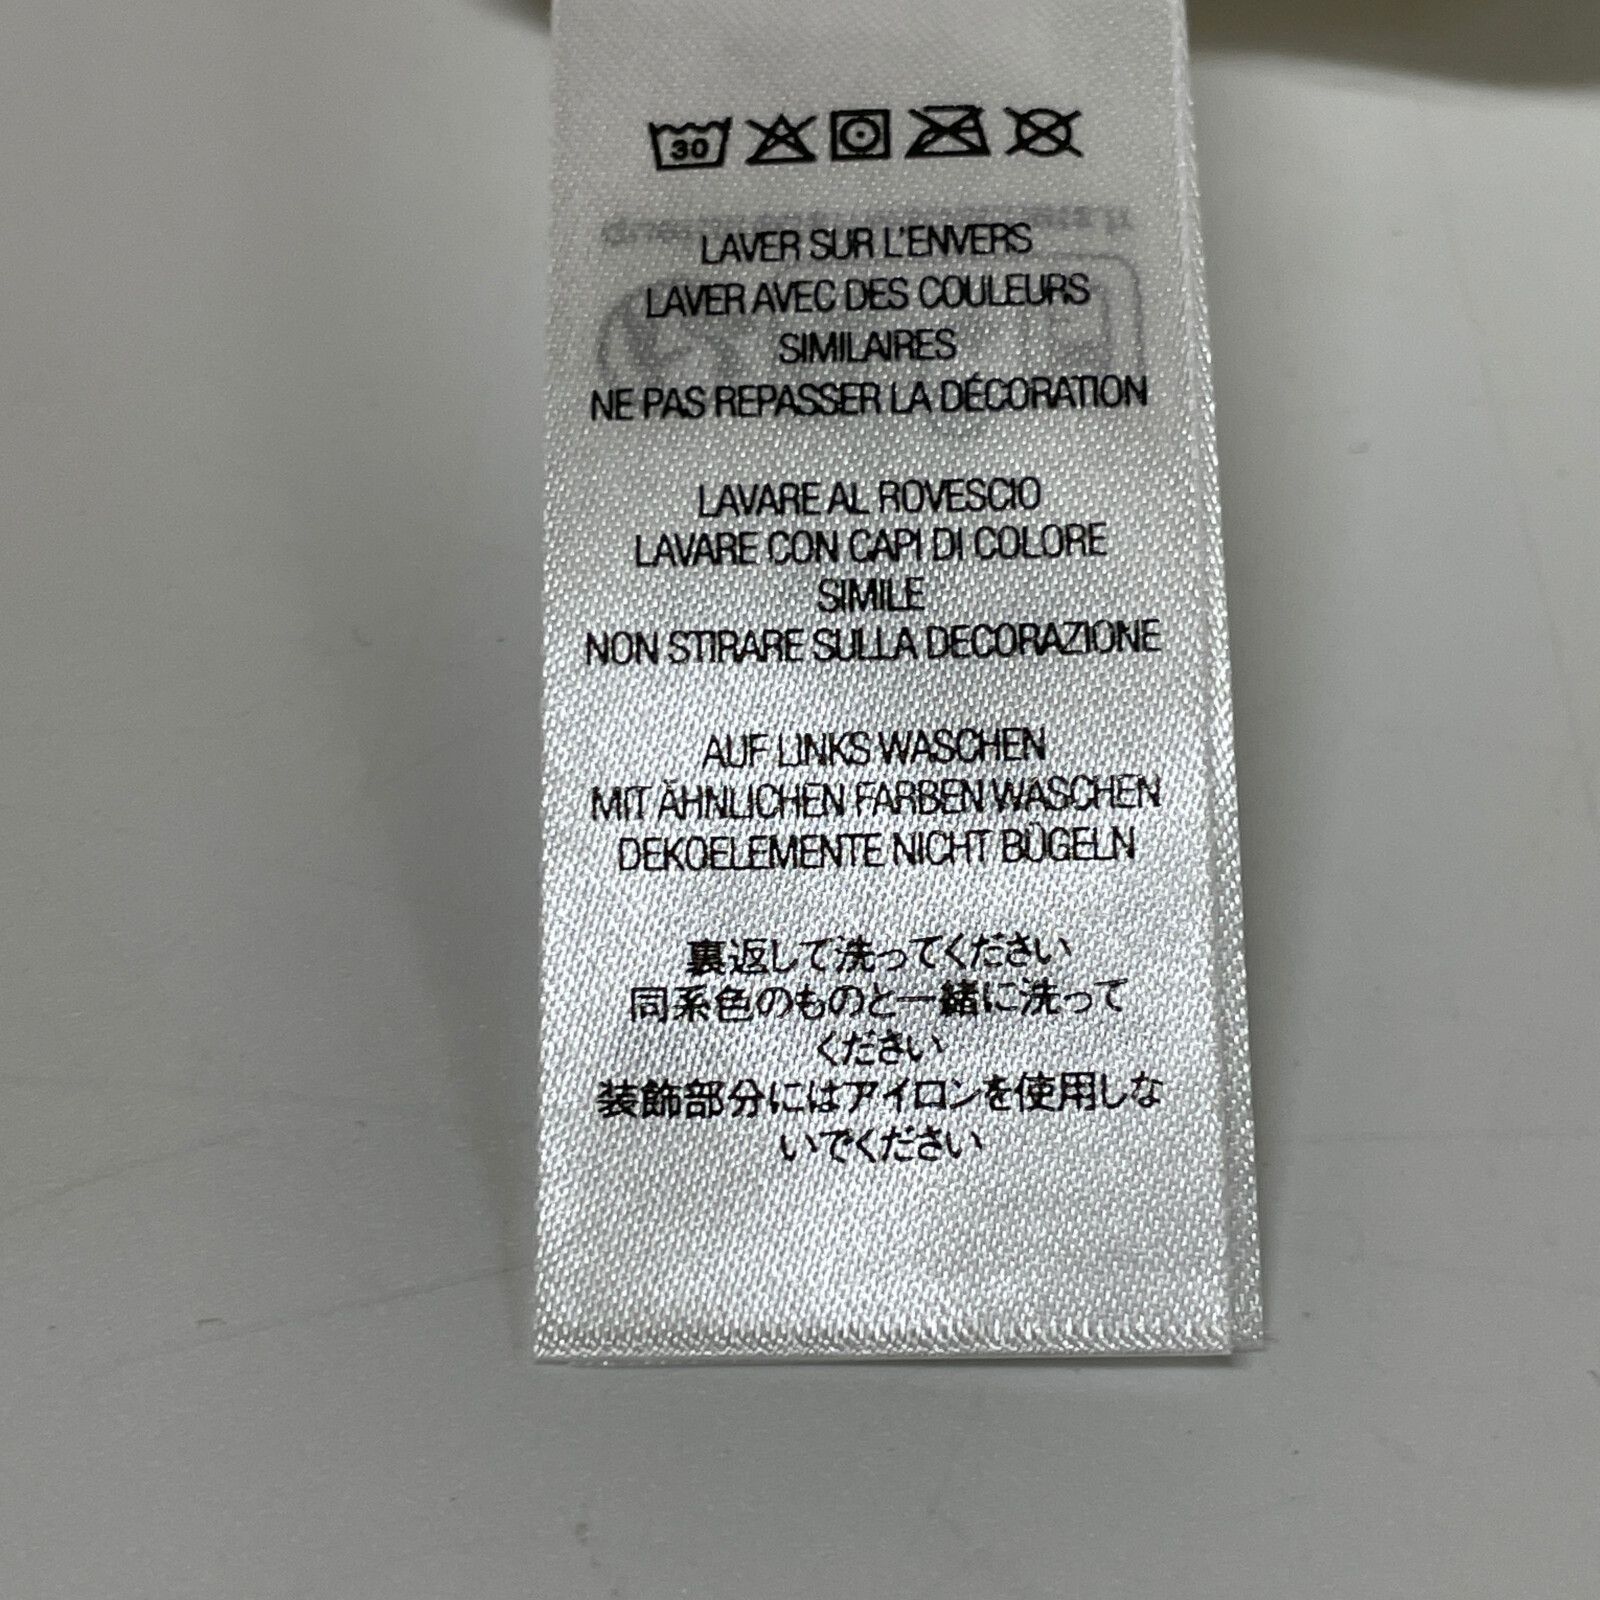 30
LAVER SUR L'ENVERS
LAVER AVEC DES COULEURS
SIMILAIRES
NE PAS REPASSER LA DÉCORATION
LAVARE AL ROVESCIO
LAVARE CON CAPI DI COLORE
SIMILE
NON STIRARE SULLA DECORAZIONE
AUF LINKS WASCHEN
MIT ÄHNLICHEN FARBEN WASCHEN
DEKOELEMENTE NICHT BÜGELN
裏返して洗ってください
同系色のものと一緒に洗って
ください
装飾部分にはアイロンを使用しな
いでください